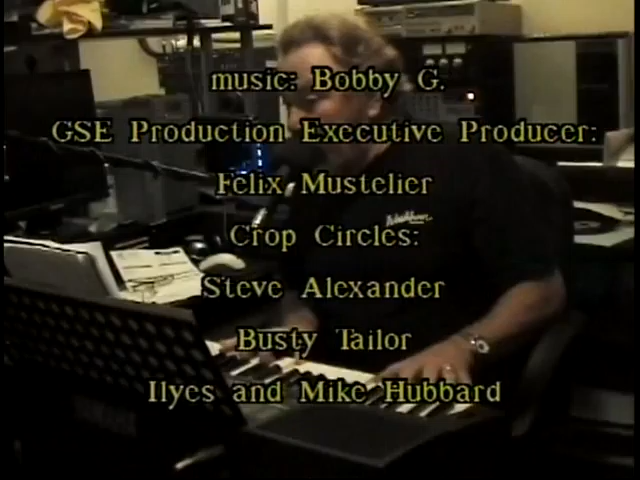 music: Bobby G.
GSE Production Executive Producer:
Felix Mustelier
Crop Circles:
Steve Alexander
Busty Tailor
Ilyes and Mike Hubbard